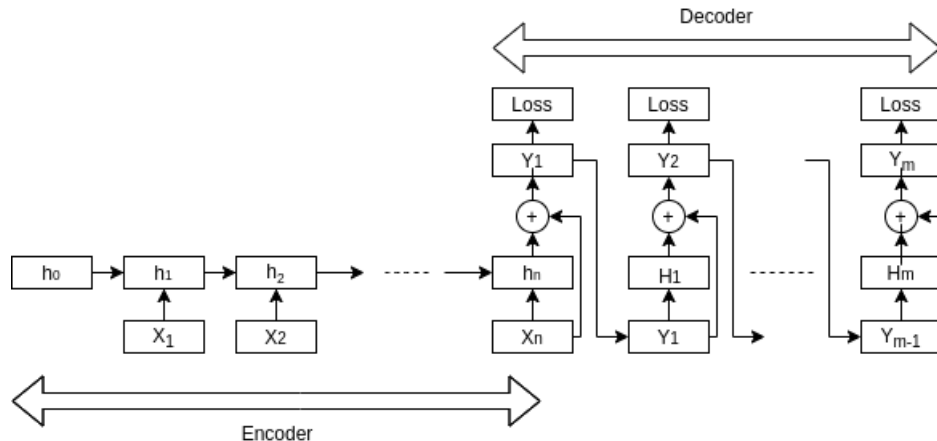 Decoder
Loss Loss Loss
Y1 Y2 Ym
+ + +
h0 h1 h2 hn H1 Hm
X1 X2 Xn Y1 Ym-1
Encoder